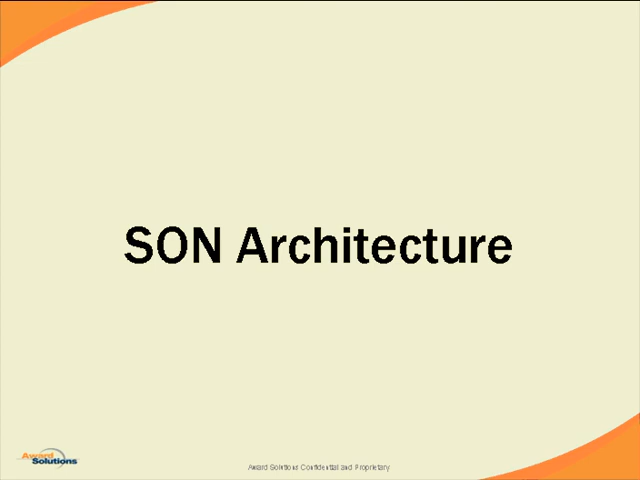 SON Architecture
Award
Solutions
Award Solutions Confidential and Proprietary